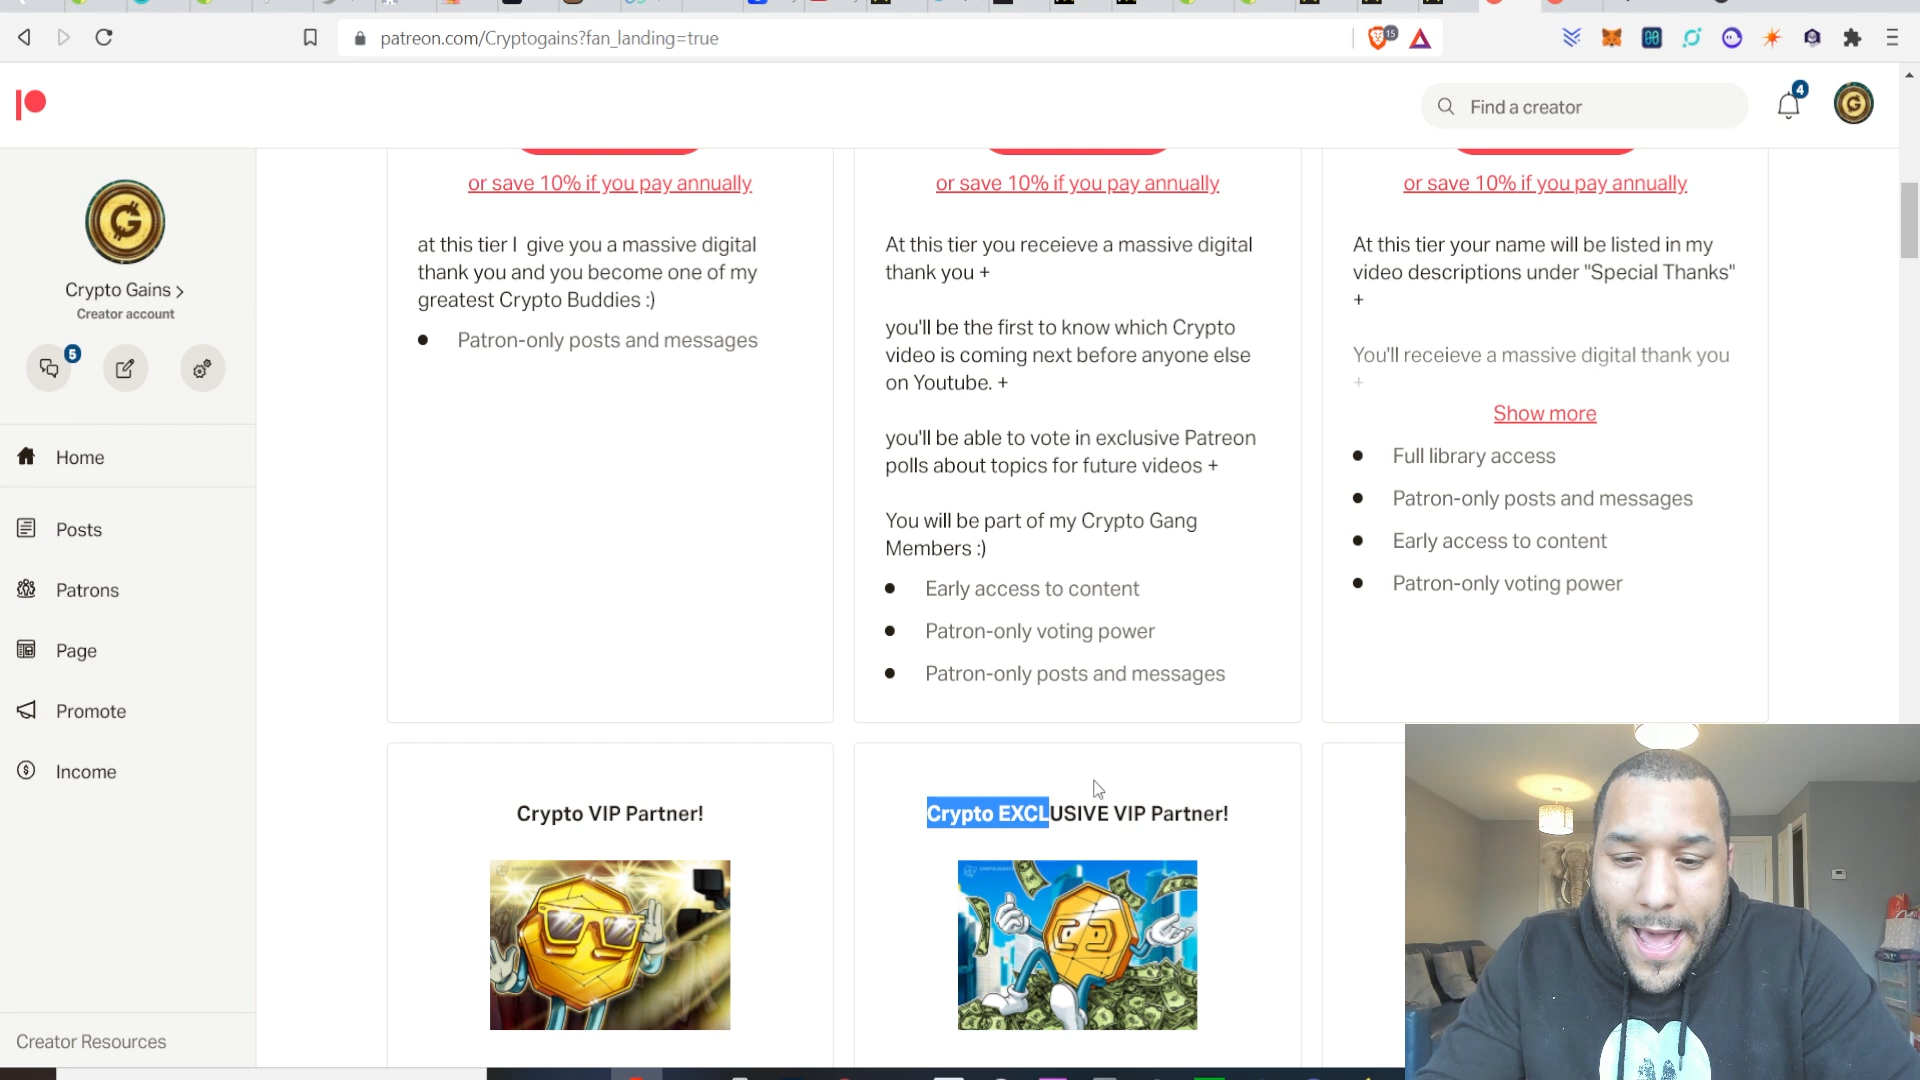 patreon.com/Cryptogains?fan_landing=true
15
Find a creator
4
or save 10% if you pay annually
or save 10% if you pay annually
or save 10% if you pay annually
Crypto Gains
Creator account
5
Home
Posts
Patrons
Page
Promote
Income
Creator Resources
at this tier I give you a massive digital
thank you and you become one of my
greatest Crypto Buddies :)
Patron-only posts and messages
At this tier you receieve a massive digital
thank you +
you'll be the first to know which Crypto
video is coming next before anyone else
on Youtube. +
you'll be able to vote in exclusive Patreon
polls about topics for future videos +
You will be part of my Crypto Gang
Members :)
Early access to content
Patron-only voting power
Patron-only posts and messages
At this tier your name will be listed in my
video descriptions under "Special Thanks"
+
You'll receieve a massive digital thank you
+
Show more
Full library access
Patron-only posts and messages
Early access to content
Patron-only voting power
Crypto VIP Partner!
Crypto EXCLUSIVE VIP Partner!